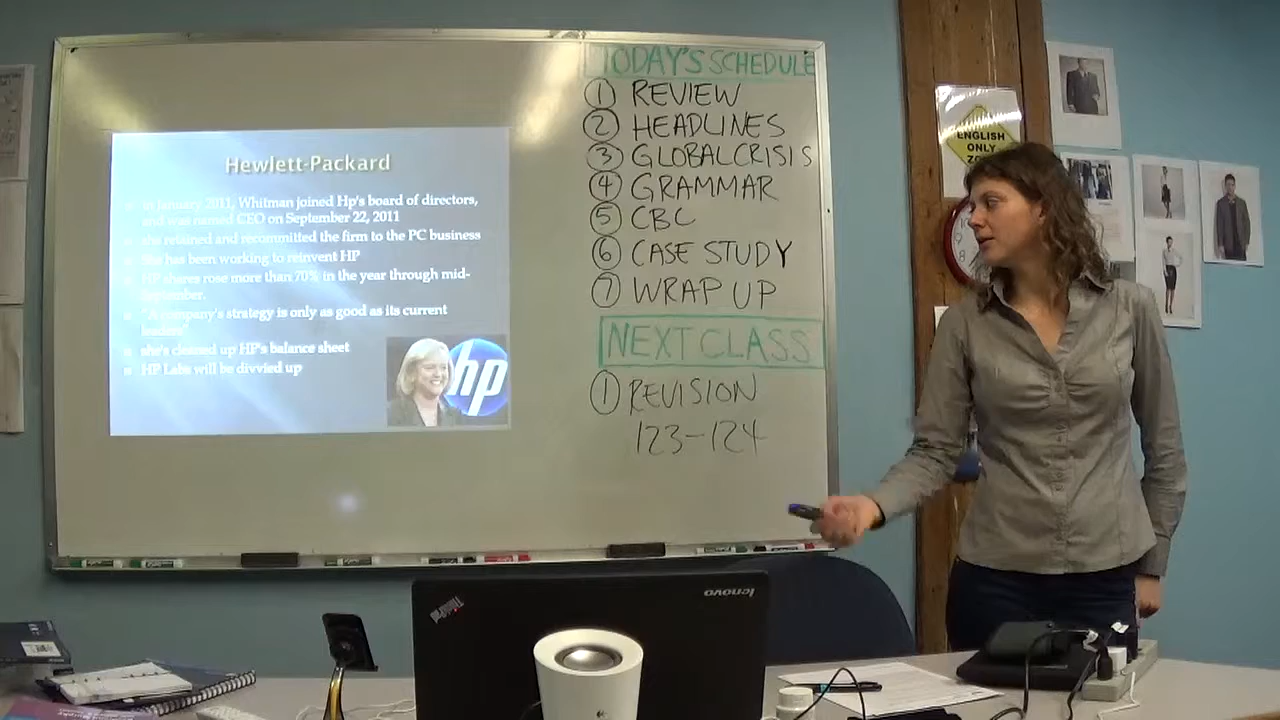 Hewlett-Packard
In January 2011, Whitman joined Hp's board of directors,
and was named CEO on September 22, 2011
she retained and recommitted the firm to the PC business
She has been working to reinvent HP
HP shares rose more than 70% in the year through mid-
September.
"A company's strategy is only as good as its current
leaders"
she's cleaned up HP's balance sheet
HP Labs will be divvied up
hp
TODAY'S SCHEDULE
1 REVIEW
2 HEADLINES
3 GLOBAL CRISIS
4 GRAMMAR
5 CBC
6 CASE STUDY
7 WRAP UP
NEXT CLASS
1 REVISION
123-124
ENGLISH
ONLY
lenovo
ThinkPad